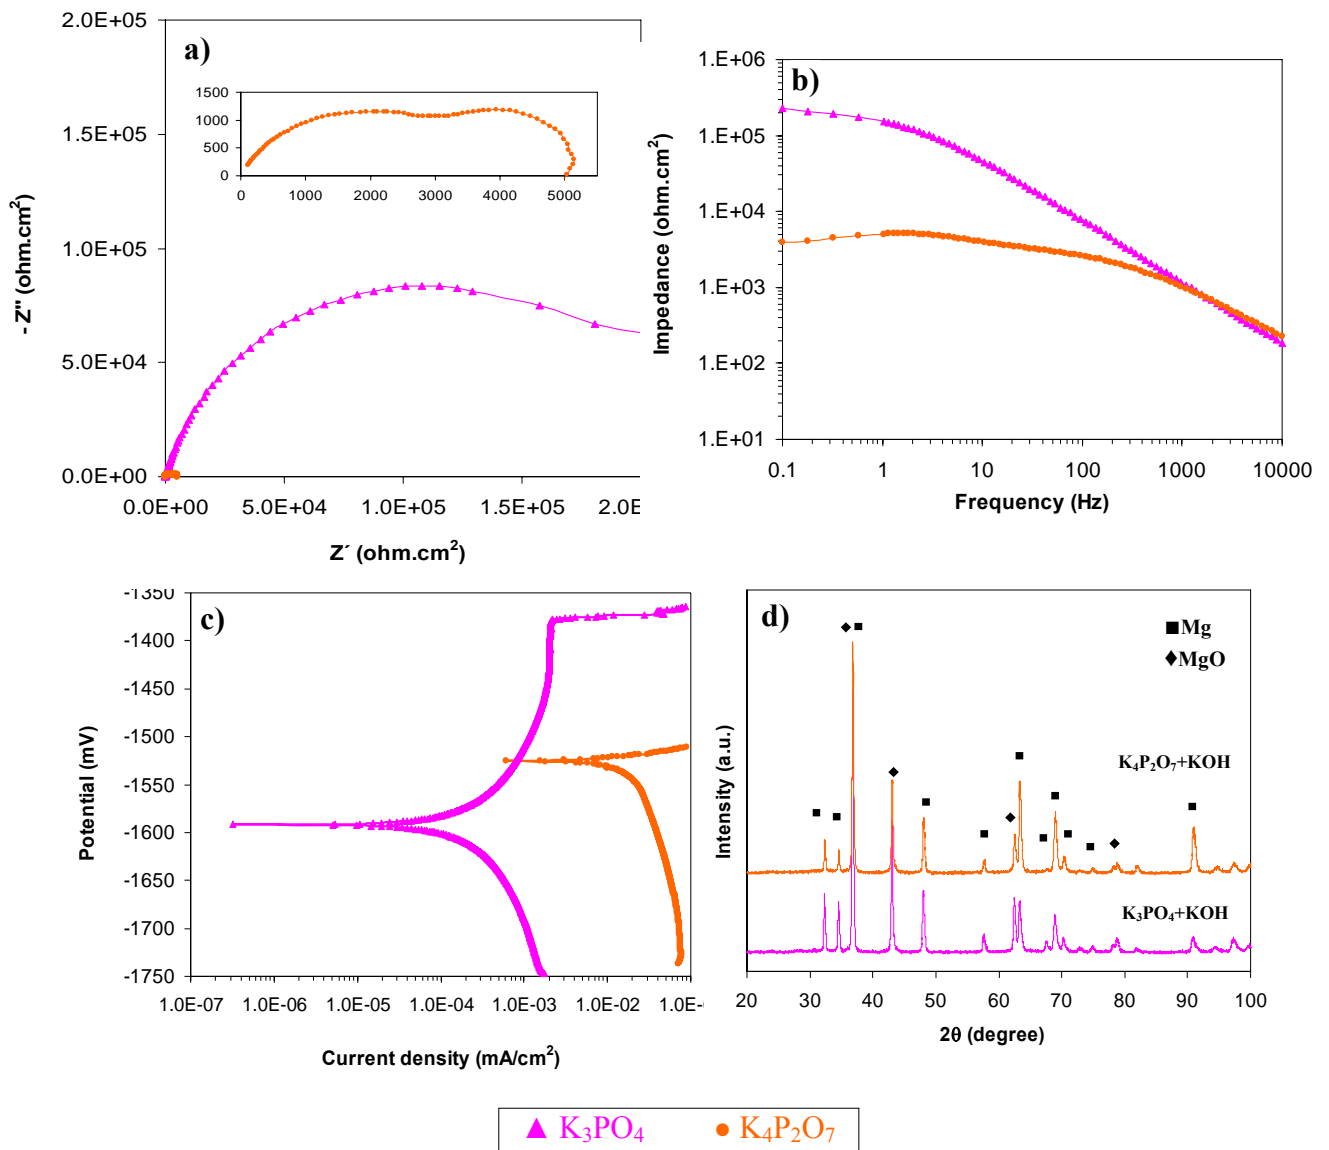 a)
2.0E+05
1.5E+05
1.0E+05
5.0E+04
0.0E+00
- Z'' (ohm.cm²)
1500
1000
500
0
0 1000 2000 3000 4000 5000
0.0E+00 5.0E+04 1.0E+05 1.5E+05 2.0E
Z´ (ohm.cm²)
b)
1.E+06
1.E+05
1.E+04
1.E+03
1.E+02
1.E+01
Impedance (ohm.cm²)
0.1 1 10 100 1000 10000
Frequency (Hz)
c)
-1350
-1400
-1450
-1500
-1550
-1600
-1650
-1700
-1750
Potential (mV)
1.0E-07 1.0E-06 1.0E-05 1.0E-04 1.0E-03 1.0E-02 1.0E-
Current density (mA/cm²)
d)
■Mg
◆MgO
K₄P₂O₇+KOH
K₃PO₄+KOH
Intensity (a.u.)
20 30 40 50 60 70 80 90 100
2θ (degree)
▲ K₃PO₄ ● K₄P₂O₇